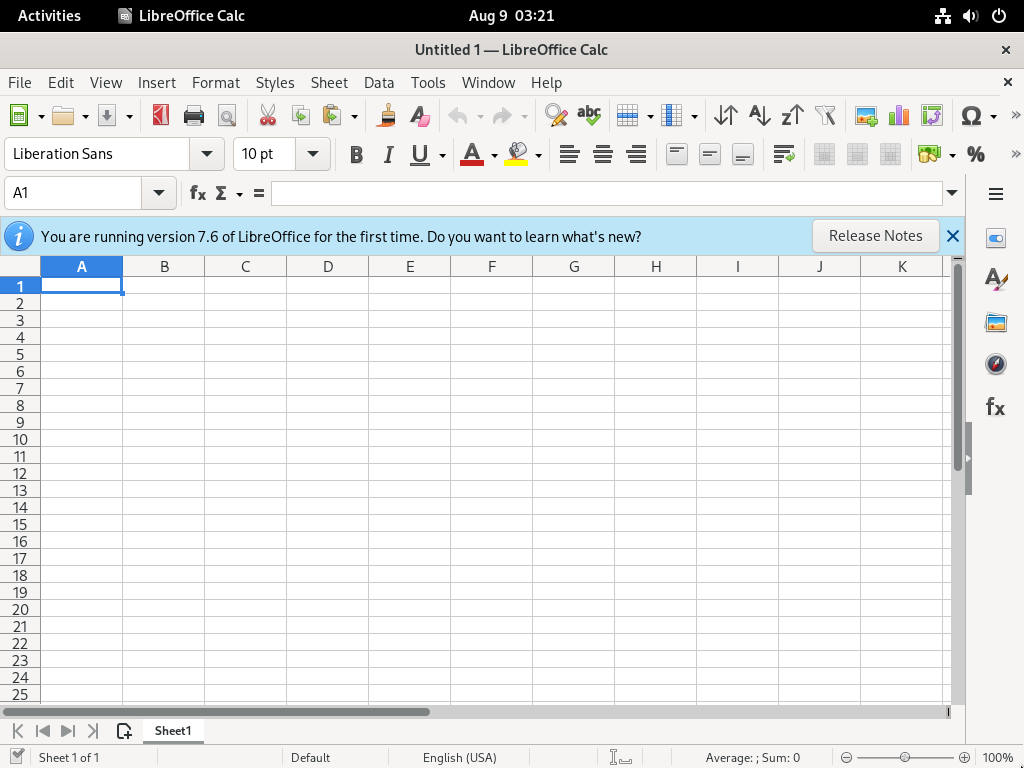 Activities LibreOffice Calc Aug 9 03:21
Untitled 1 — LibreOffice Calc
File Edit View Insert Format Styles Sheet Data Tools Window Help
Liberation Sans 10 pt B I U A %
A1 fx Σ =
You are running version 7.6 of LibreOffice for the first time. Do you want to learn what's new? Release Notes
A B C D E F G H I J K
1
2
3
4
5
6
7
8
9
10
11
12
13
14
15
16
17
18
19
20
21
22
23
24
25
fx
Sheet1
Sheet 1 of 1 Default English (USA) Average: ; Sum: 0 100%